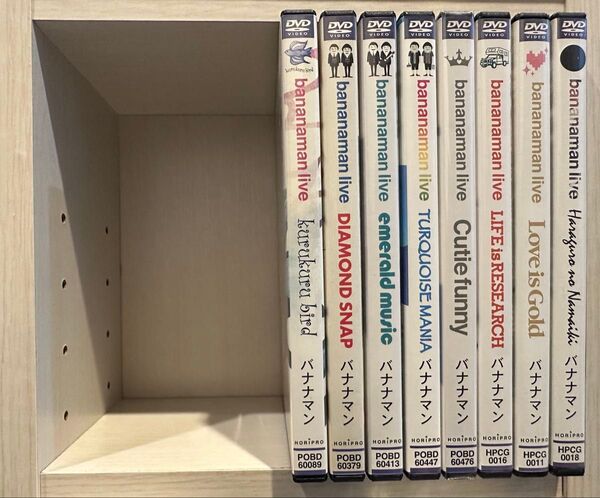 DVD
VIDEO
kurukuru bird
bananaman live
kurukuru bird
バナナマン
HORIPRO
POBD
60089
DVD
VIDEO
bananaman live
DIAMOND SNAP
バナナマン
HORIPRO
POBD
60379
DVD
VIDEO
bananaman live
emerald music
バナナマン
HORIPRO
POBD
60413
DVD
VIDEO
bananaman live
TURQUOISE MANIA
バナナマン
HORIPRO
POBD
60447
DVD
VIDEO
bananaman live
Cutie funny
バナナマン
HORIPRO
POBD
60476
DVD
VIDEO
bananaman live
LIFE is RESEARCH
バナナマン
HORIPRO
HPCG
0016
DVD
VIDEO
bananaman live
Love is Gold
バナナマン
HORIPRO
HPCG
0011
DVD
VIDEO
bananaman live
Haraguro no Namaiki
バナナマン
HORIPRO
HPCG
0018